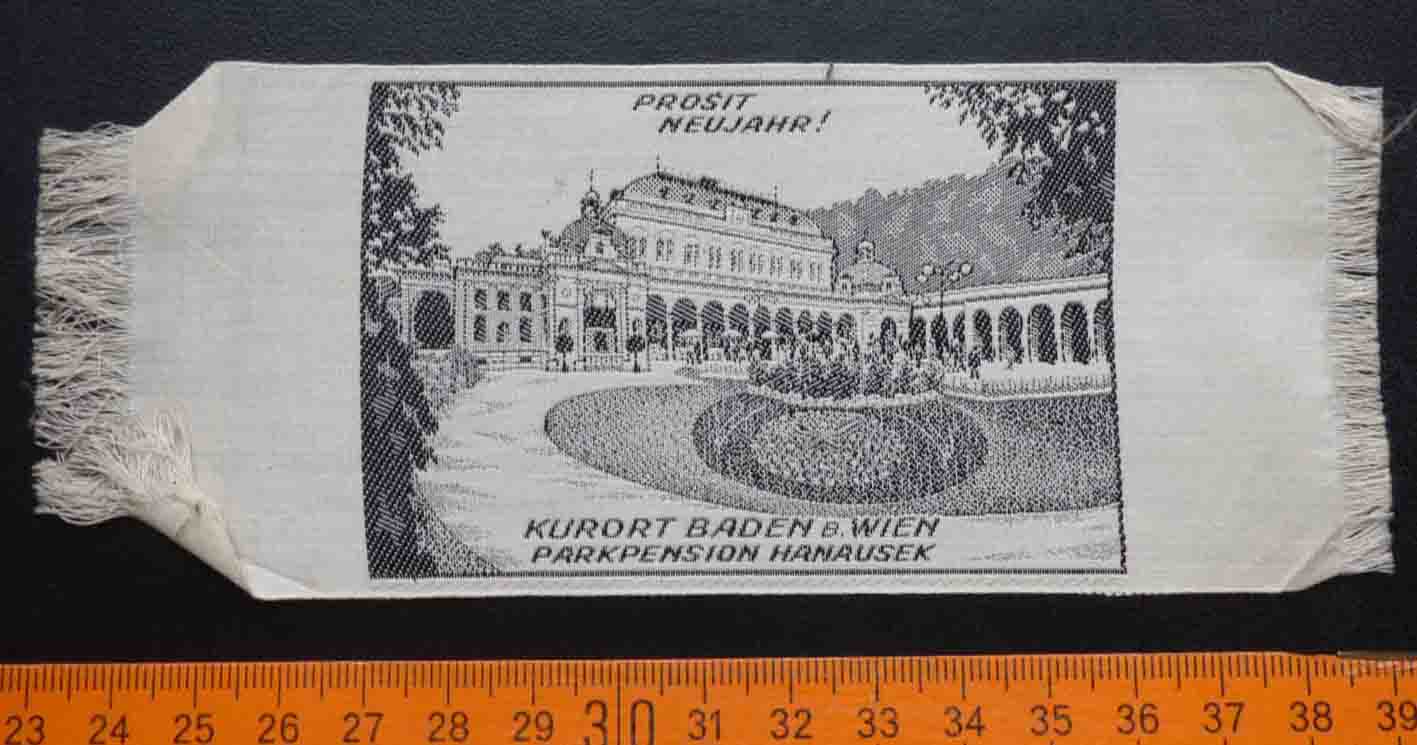 PROSIT
NEUJAHR!
KURORT BADEN B. WIEN
PARKPENSION HANAUSEK
23 24 25 26 27 28 29 30 31 32 33 34 35 36 37 38 39